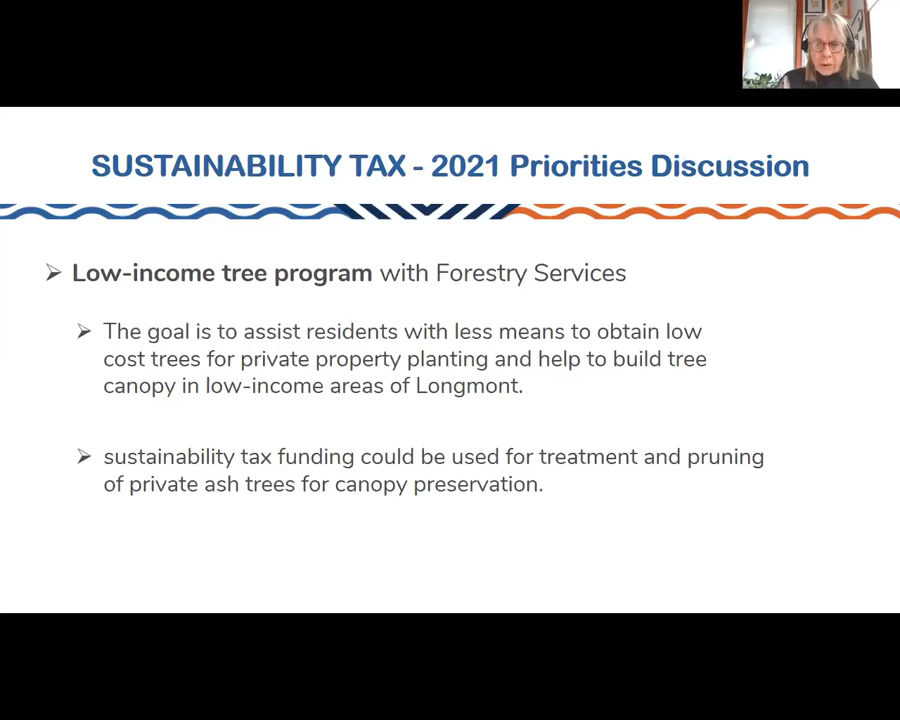 SUSTAINABILITY TAX - 2021 Priorities Discussion
Low-income tree program with Forestry Services
The goal is to assist residents with less means to obtain low
cost trees for private property planting and help to build tree
canopy in low-income areas of Longmont.
sustainability tax funding could be used for treatment and pruning
of private ash trees for canopy preservation.